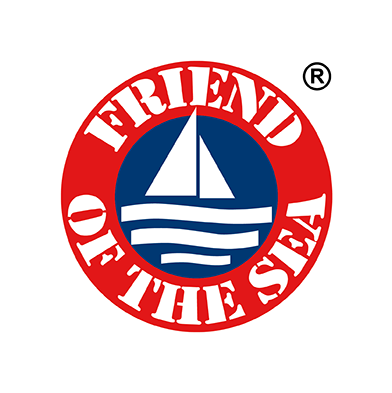 FRIEND
OF THE SEA
®